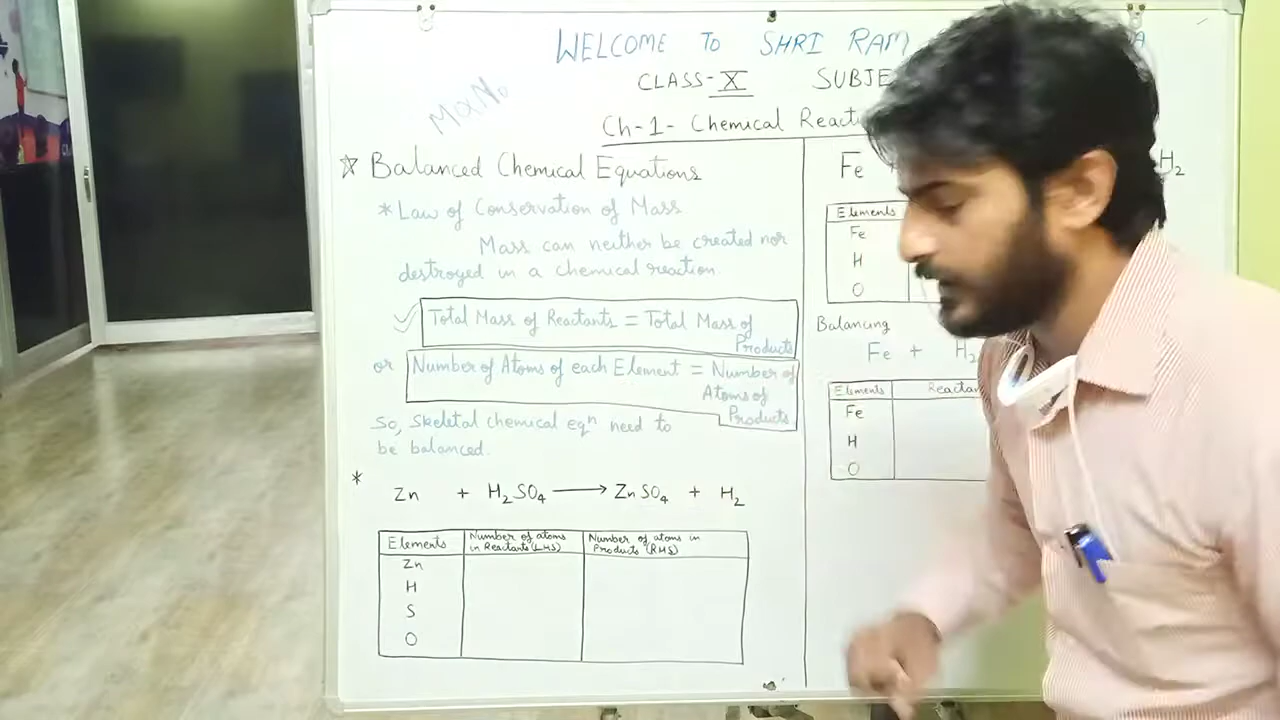 WELCOME TO SHRI RAM
CLASS-X SUBJE
Ch-1- Chemical Reacti
☆ Balanced Chemical Equations
* Law of Conservation of Mass
Mass can neither be created nor
destroyed in a chemical reaction
✓ Total Mass of Reactants = Total Mass of
Products
or Number of Atoms of each Element = Number of
Atoms of
Products
So, skeletal chemical eqⁿ need to
be balanced.
*
Zn + H₂SO₄ ⟶ ZnSO₄ + H₂
Elements Number of atoms in Reactants (LHS) Number of atoms in Products (RHS)
Zn
H
S
O
Fe H₂
Elements
Fe
H
O
Balancing
Fe + H₂
Elements Reactan
Fe
H
O